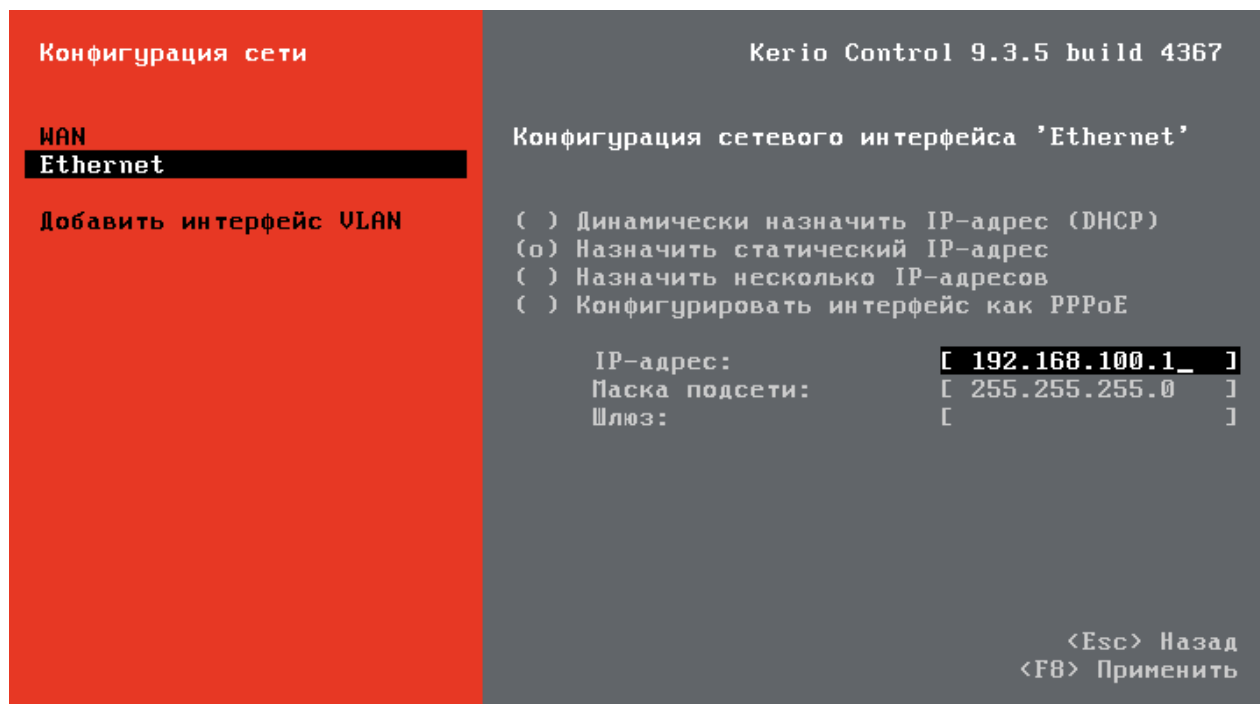 Конфигурация сети
Kerio Control 9.3.5 build 4367
WAN
Ethernet
Добавить интерфейс VLAN
Конфигурация сетевого интерфейса 'Ethernet'
( ) Динамически назначить IP-адрес (DHCP)
(o) Назначить статический IP-адрес
( ) Назначить несколько IP-адресов
( ) Конфигурировать интерфейс как PPPoE
IP-адрес: [ 192.168.100.1_ ]
Маска подсети: [ 255.255.255.0 ]
Шлюз: [ ]
<Esc> Назад
<F8> Применить